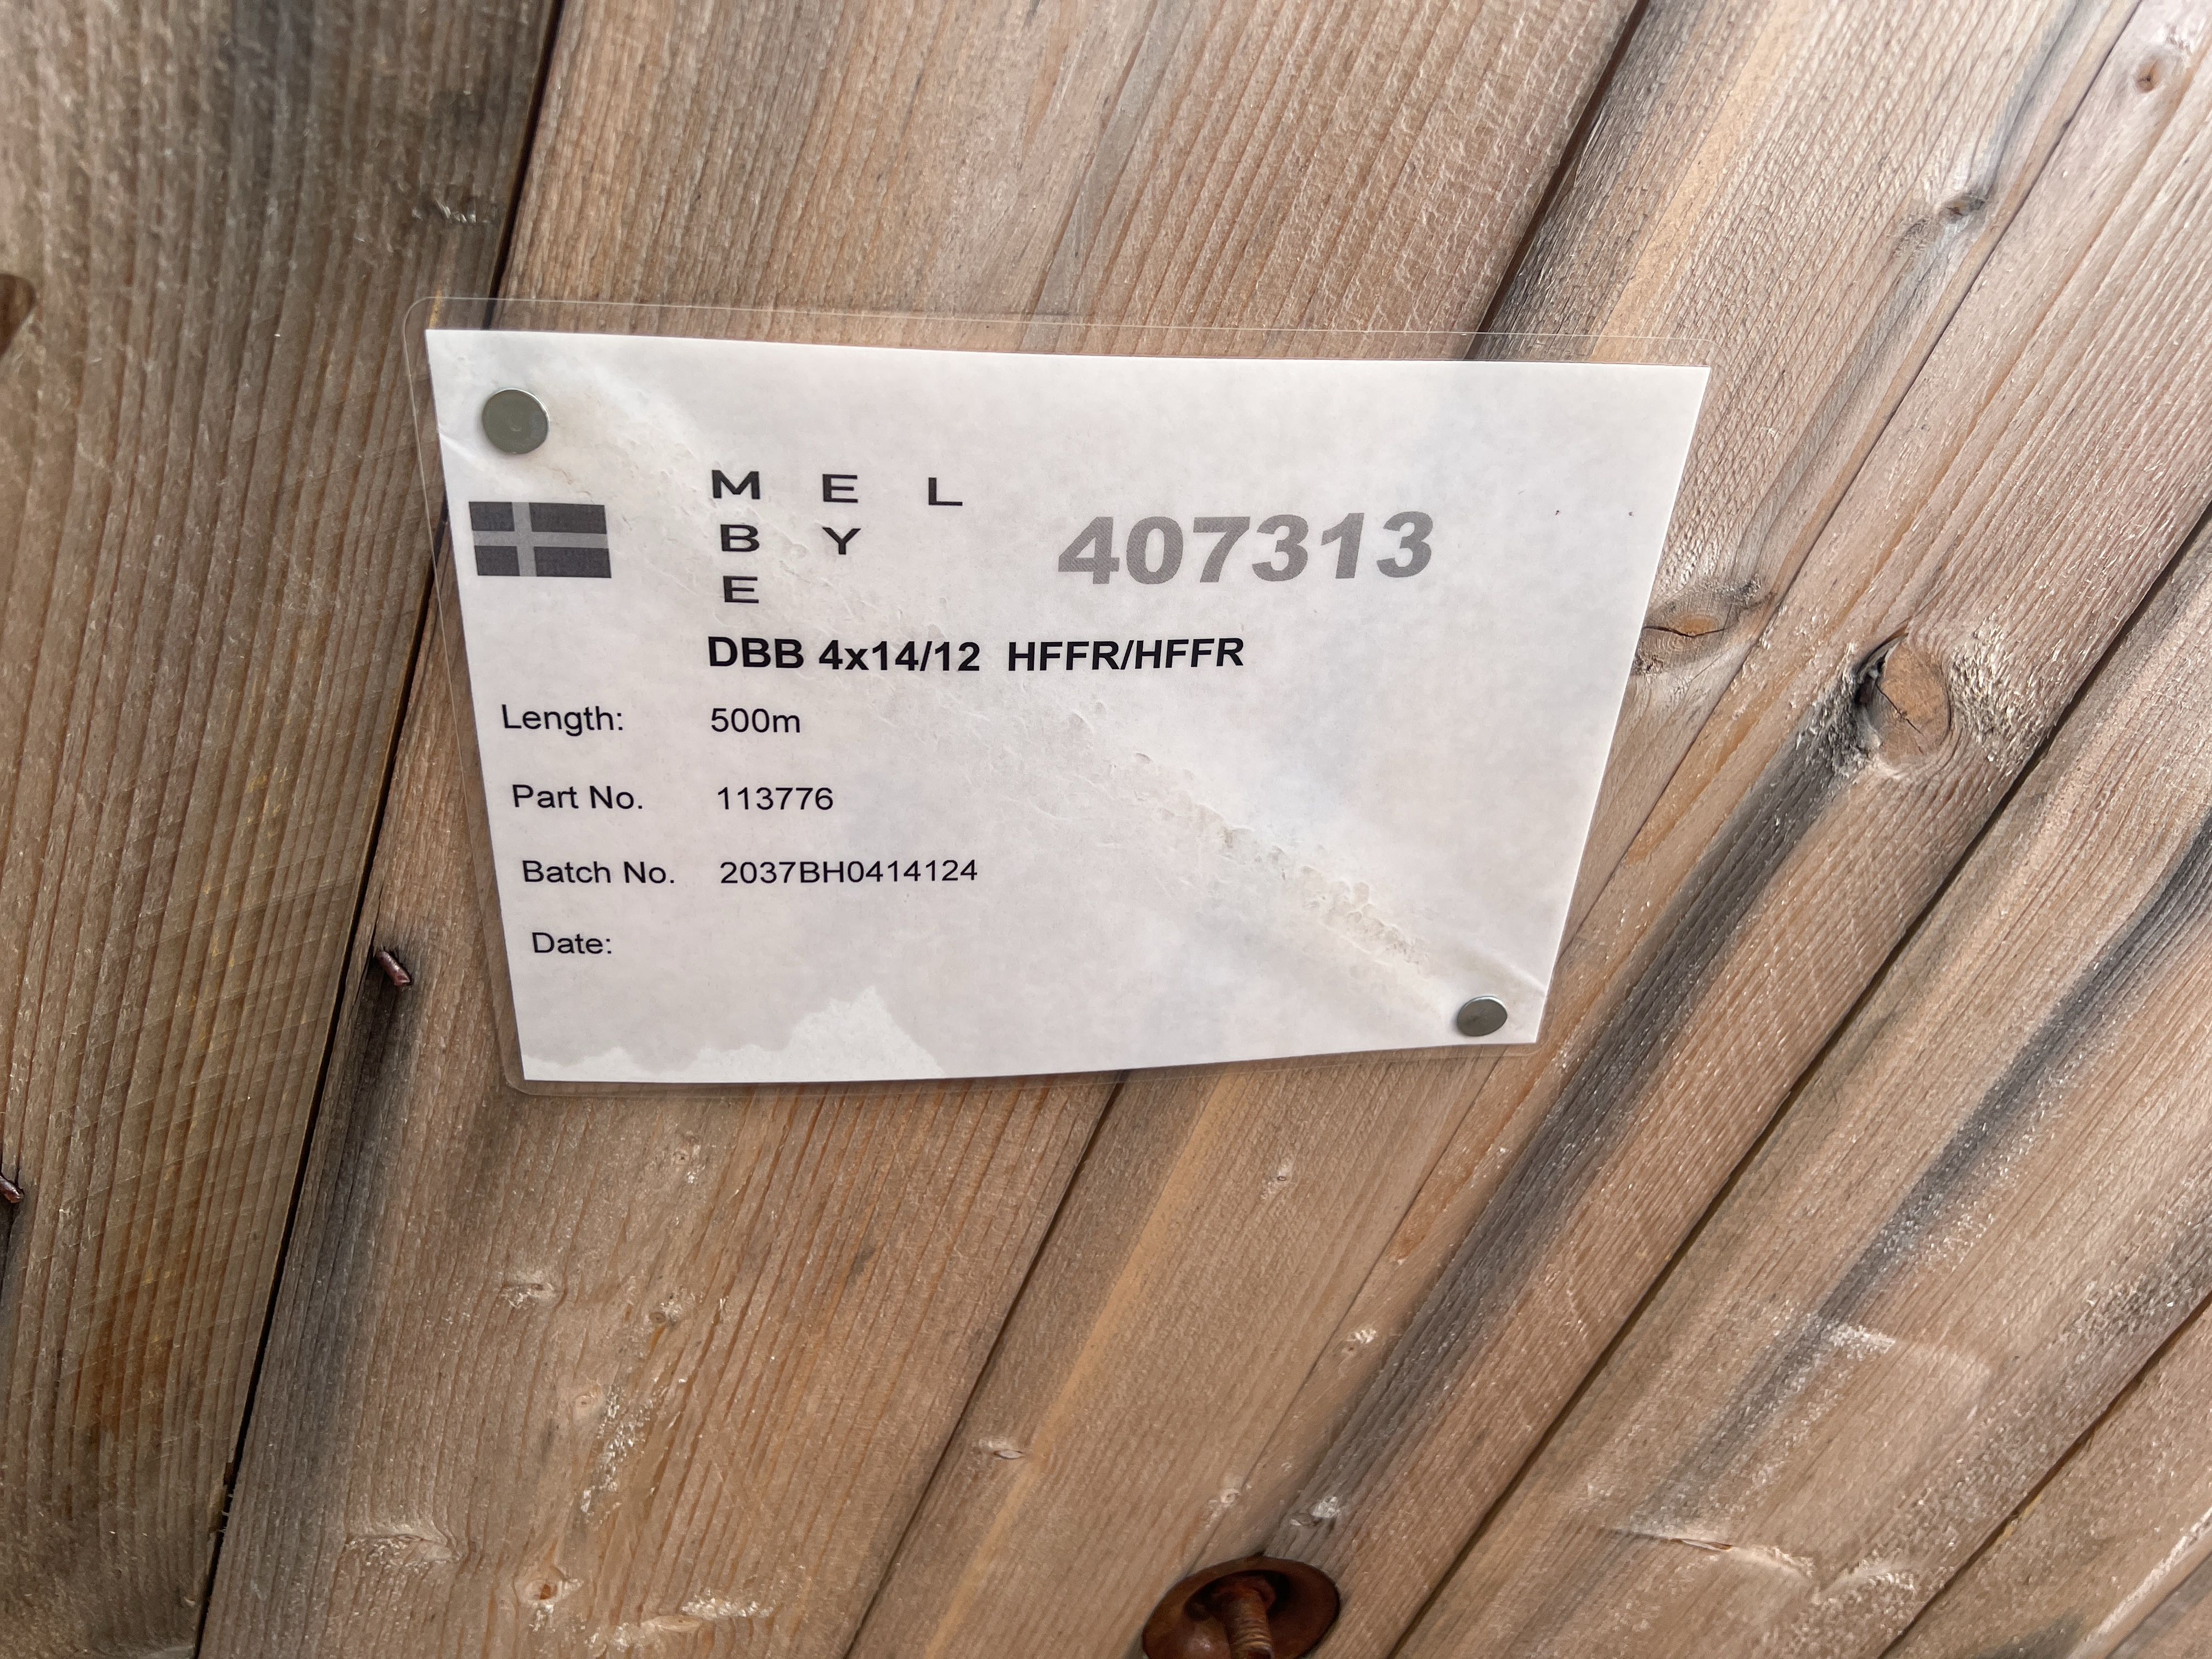 M E L
B Y
E
407313
DBB 4x14/12 HFFR/HFFR
Length: 500m
Part No. 113776
Batch No. 2037BH0414124
Date: